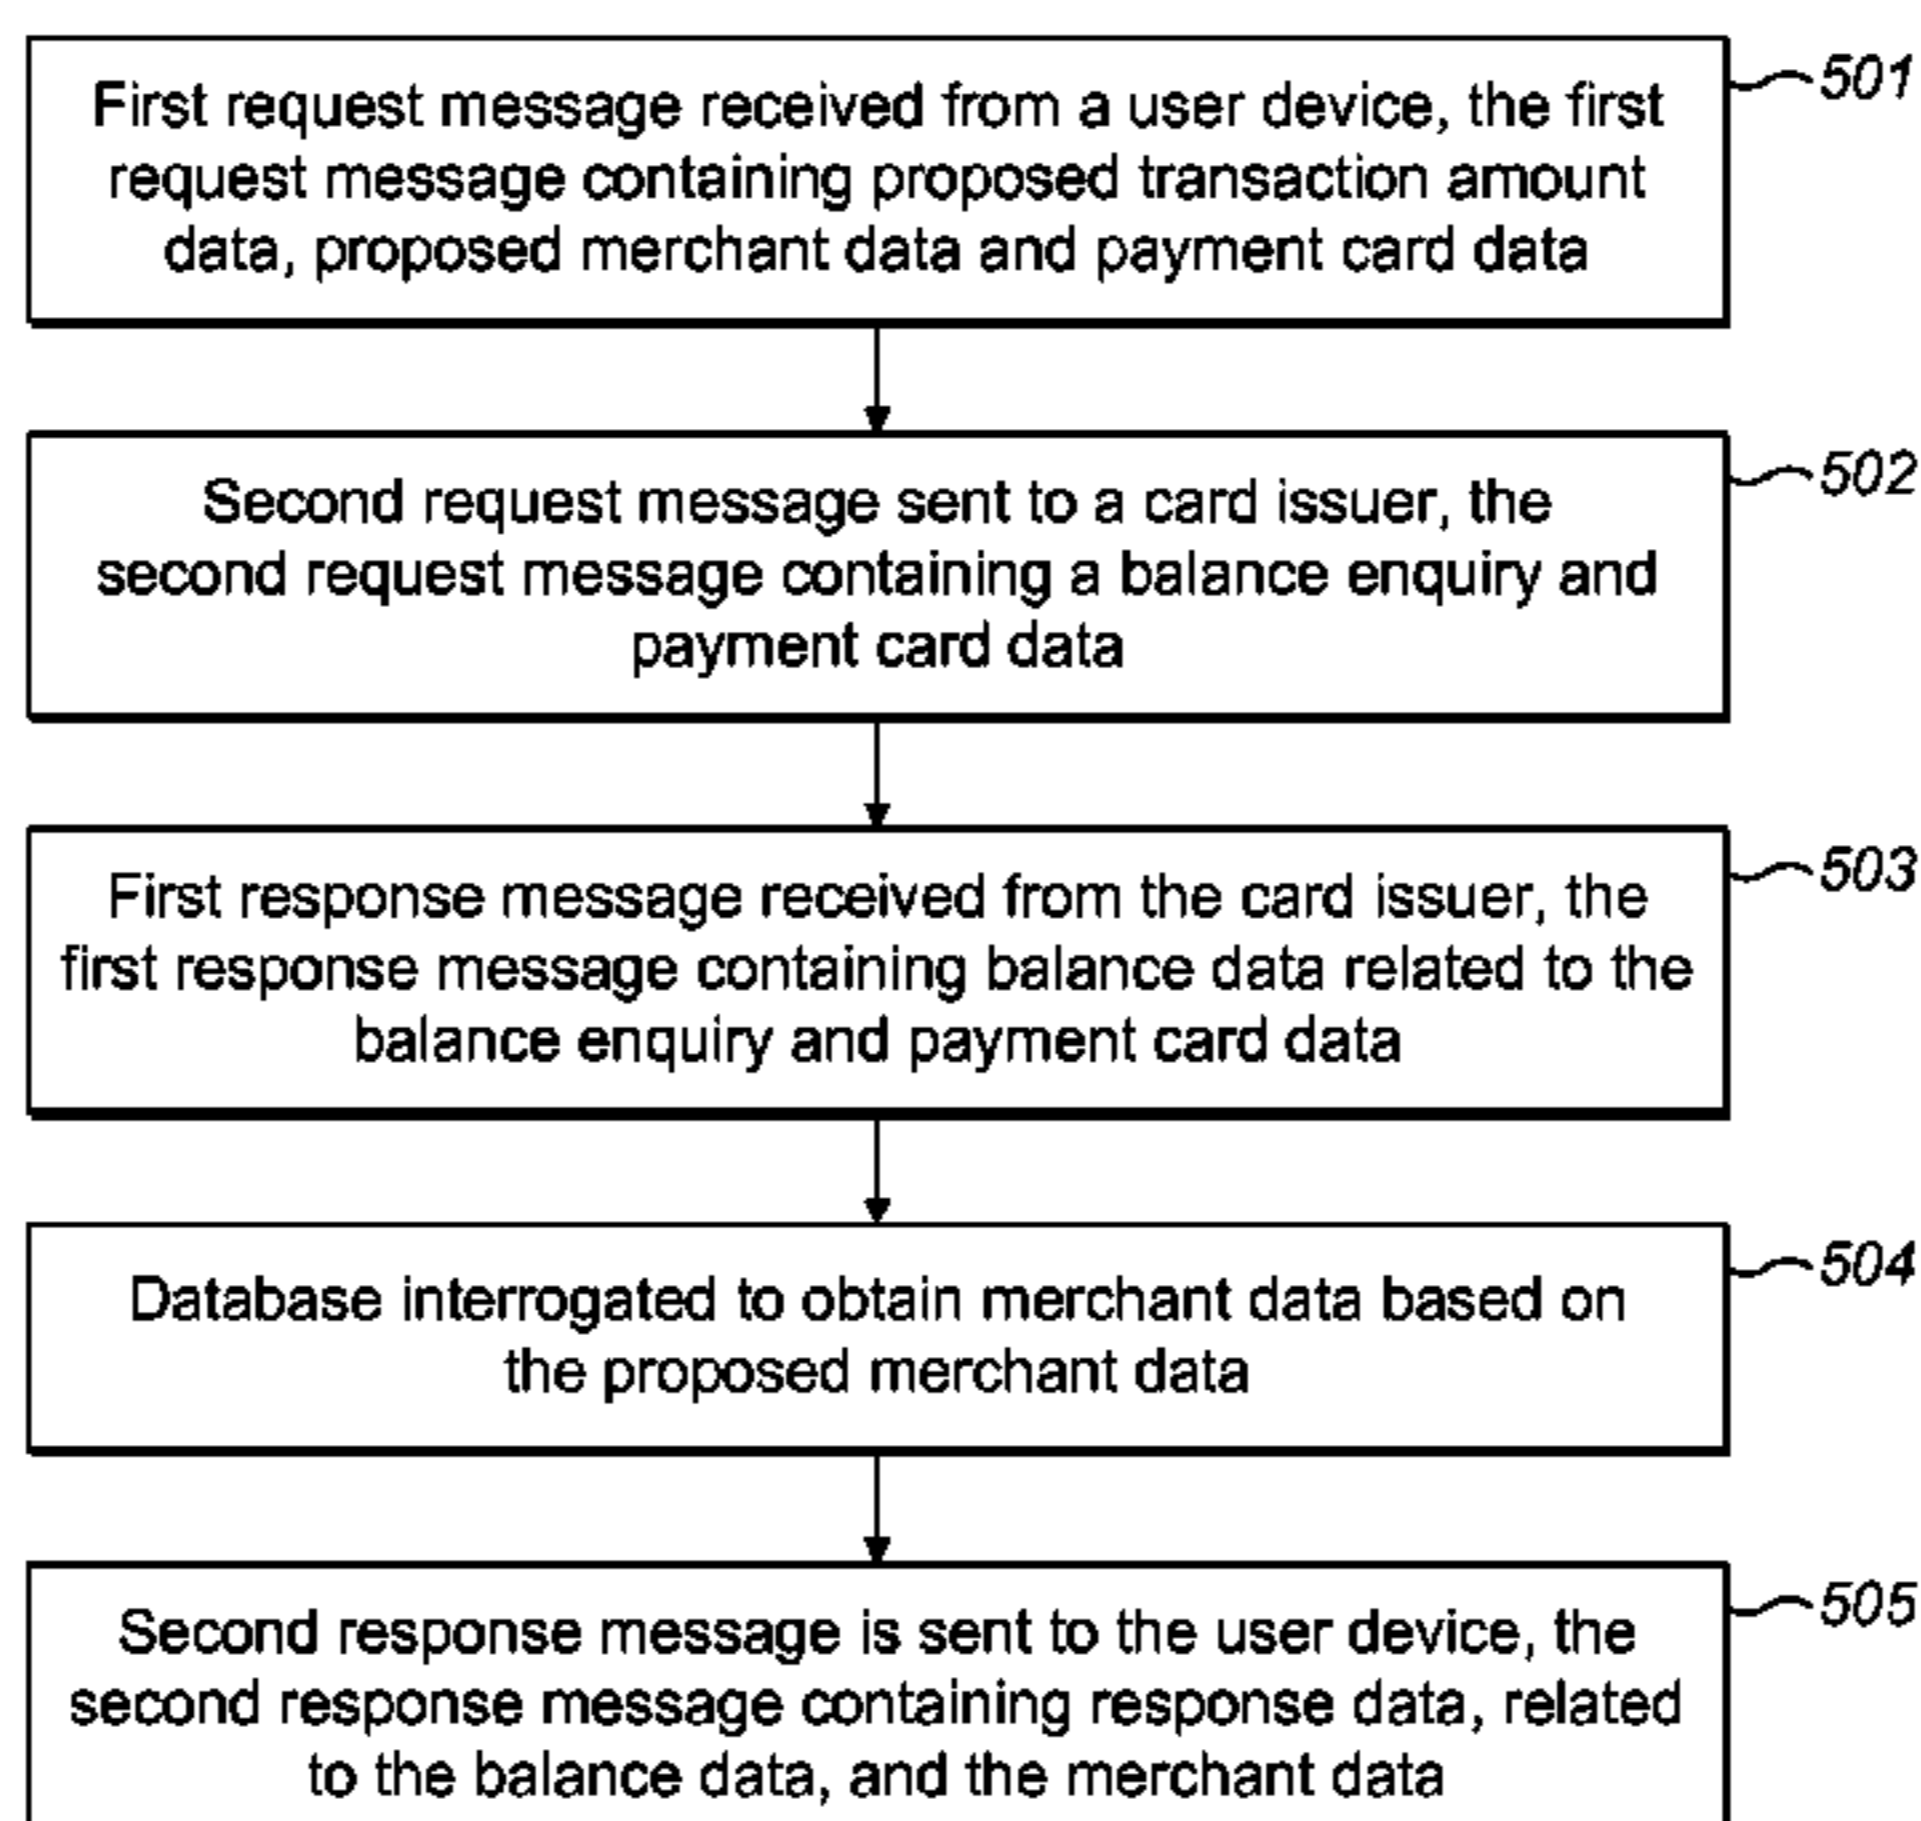 First request message received from a user device, the first
request message containing proposed transaction amount
data, proposed merchant data and payment card data
501
Second request message sent to a card issuer, the
second request message containing a balance enquiry and
payment card data
502
First response message received from the card issuer, the
first response message containing balance data related to the
balance enquiry and payment card data
503
Database interrogated to obtain merchant data based on
the proposed merchant data
504
Second response message is sent to the user device, the
second response message containing response data, related
to the balance data, and the merchant data
505